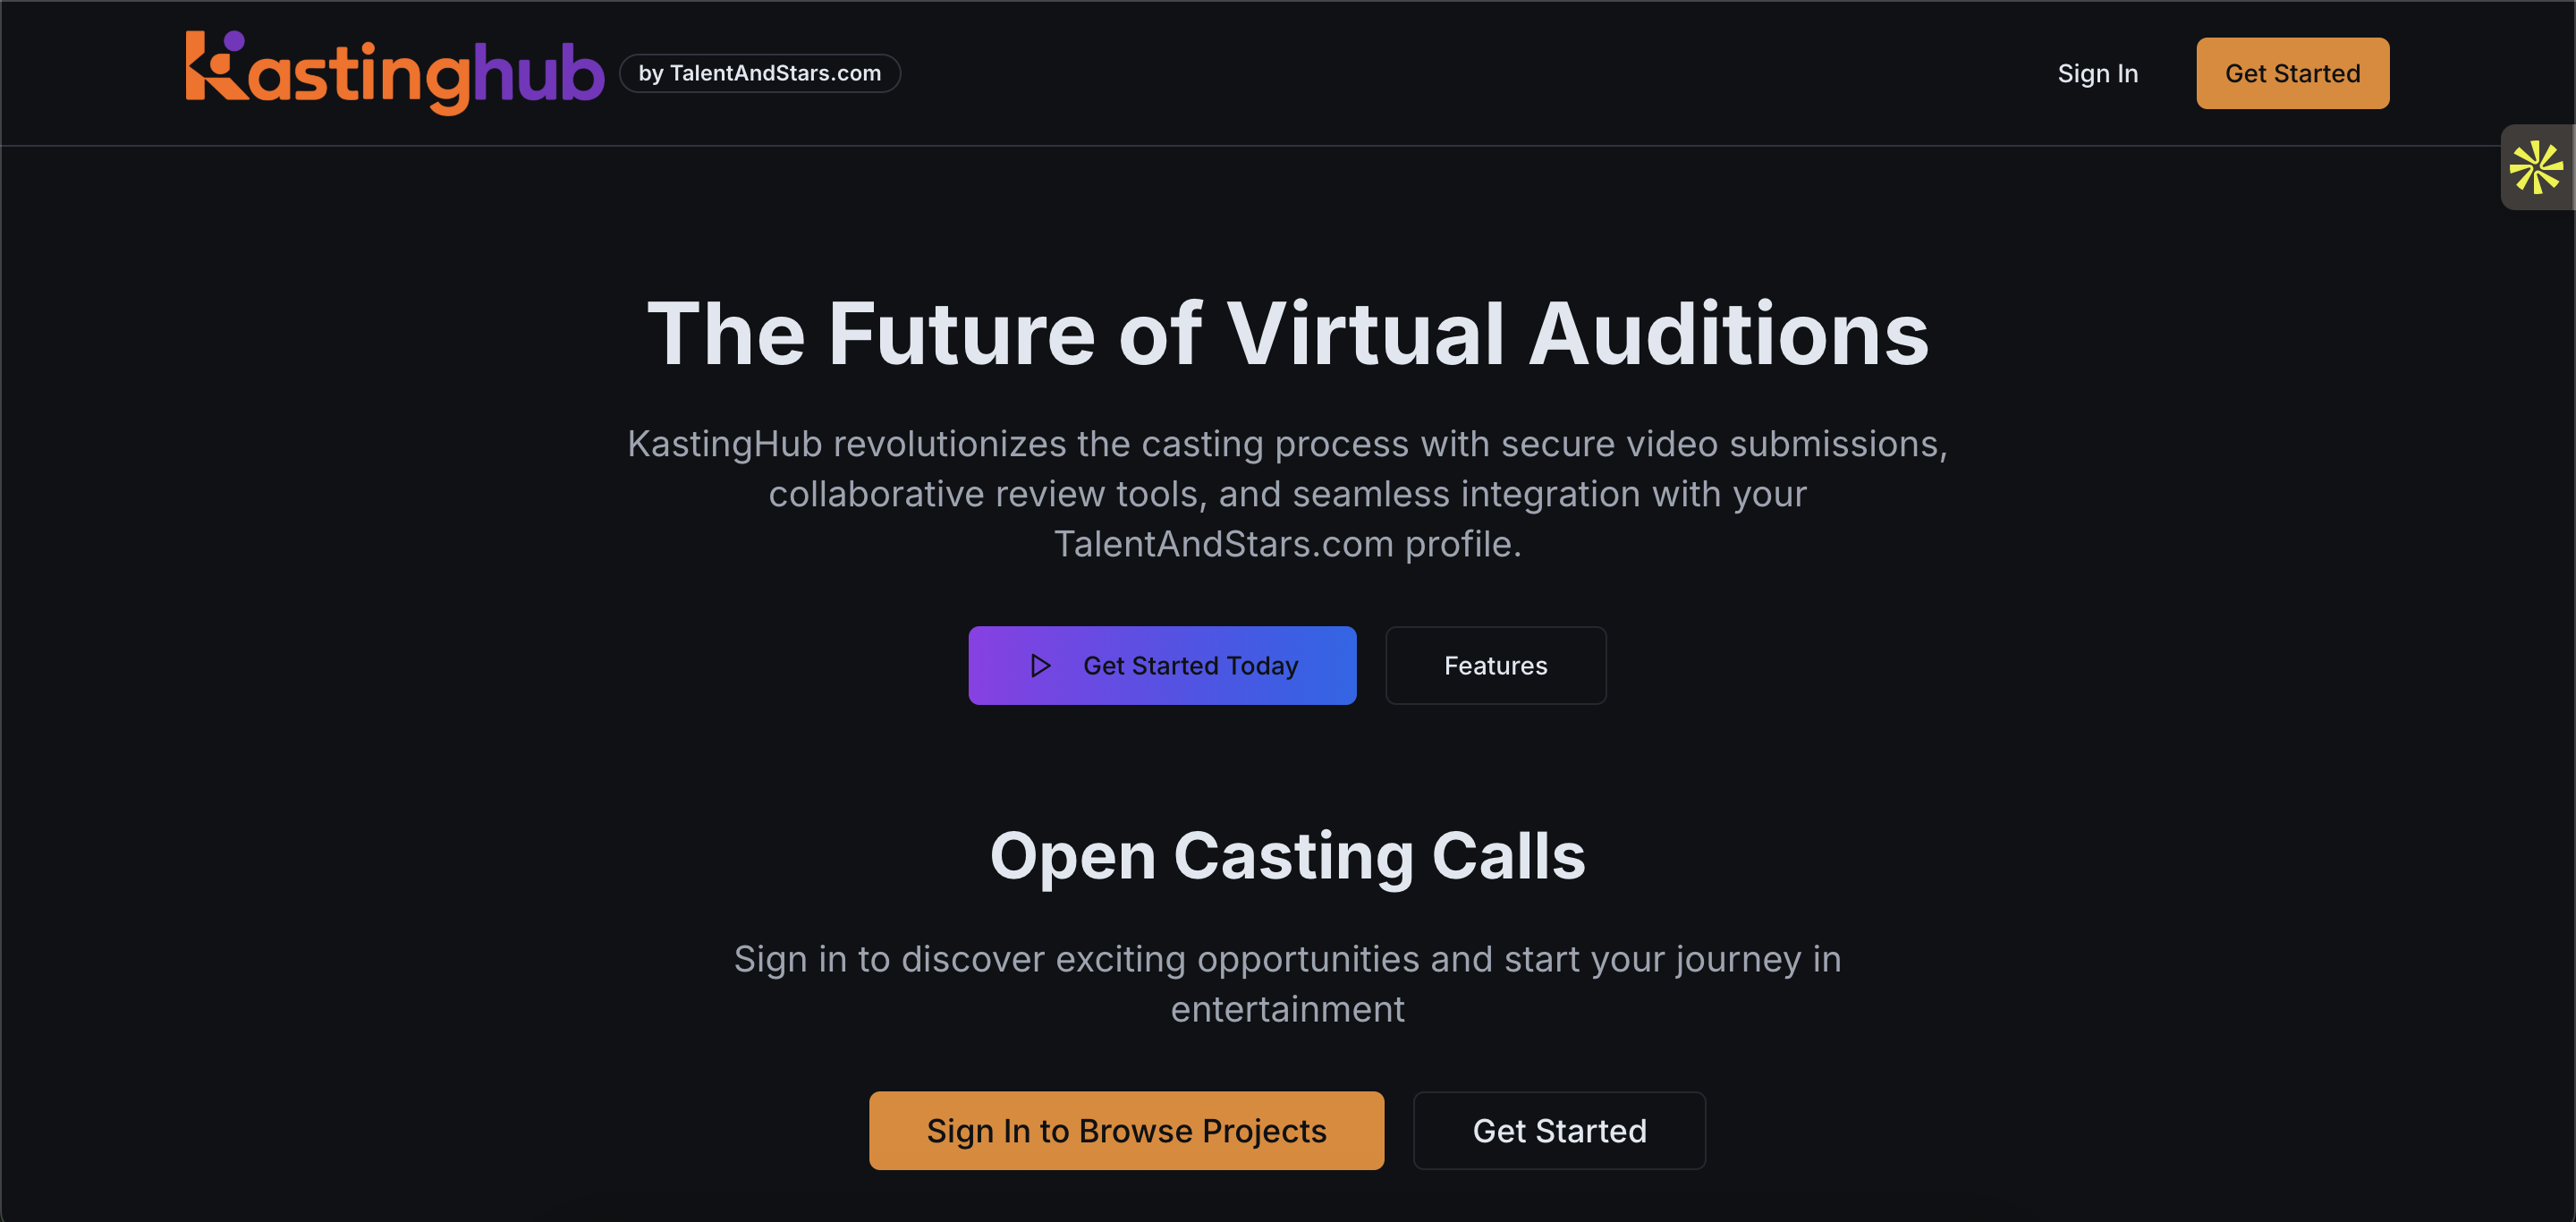 Kastinghub
by TalentAndStars.com
Sign In
Get Started
The Future of Virtual Auditions
KastingHub revolutionizes the casting process with secure video submissions,
collaborative review tools, and seamless integration with your
TalentAndStars.com profile.
Get Started Today
Features
Open Casting Calls
Sign in to discover exciting opportunities and start your journey in
entertainment
Sign In to Browse Projects
Get Started